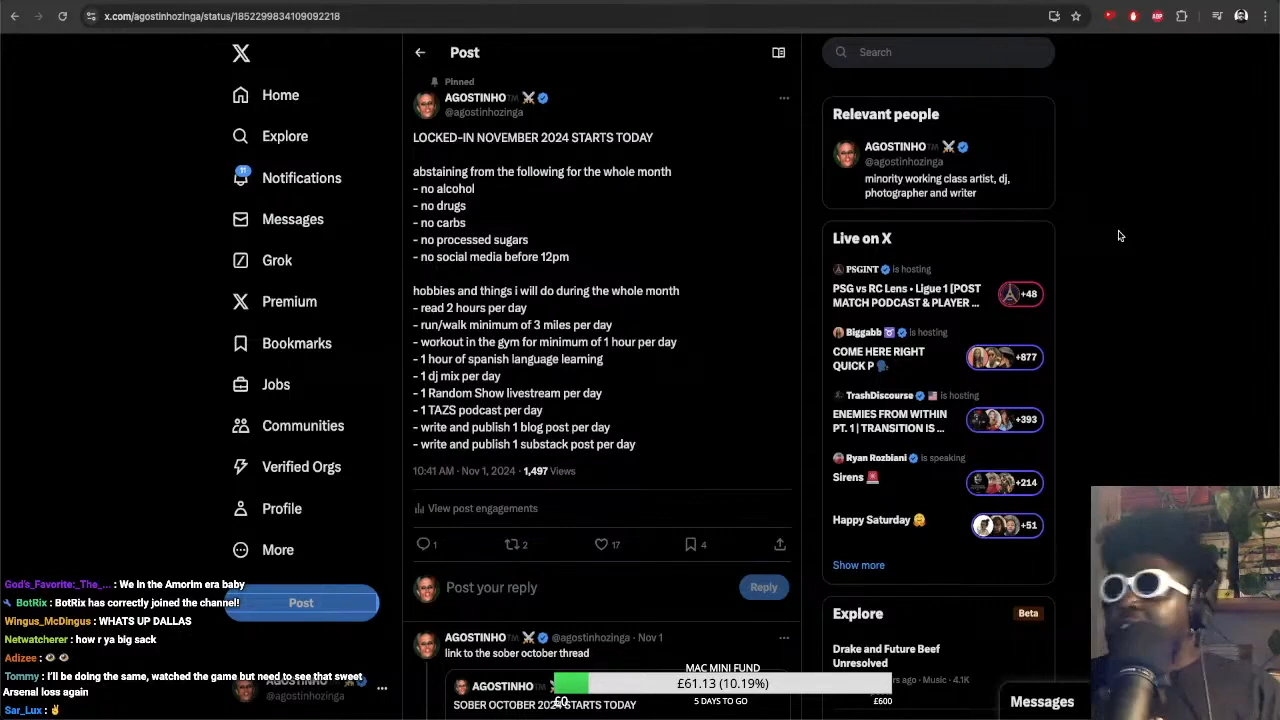 x.com/agostinhozinga/status/1852299834109092218
X
Home
Explore
11
Notifications
Messages
Grok
Premium
Bookmarks
Jobs
Communities
Verified Orgs
Profile
More
Post
@agostinhozinga
Post
Pinned
AGOSTINHO™ ⚔️
@agostinhozinga
LOCKED-IN NOVEMBER 2024 STARTS TODAY
abstaining from the following for the whole month
- no alcohol
- no drugs
- no carbs
- no processed sugars
- no social media before 12pm
hobbies and things i will do during the whole month
- read 2 hours per day
- run/walk minimum of 3 miles per day
- workout in the gym for minimum of 1 hour per day
- 1 hour of spanish language learning
- 1 dj mix per day
- 1 Random Show livestream per day
- 1 TAZS podcast per day
- write and publish 1 blog post per day
- write and publish 1 substack post per day
10:41 AM · Nov 1, 2024 · 1,497 Views
View post engagements
1 2 17 4
Post your reply
Reply
AGOSTINHO™ ⚔️ @agostinhozinga · Nov 1
link to the sober october thread
AGOSTINHO
SOBER OCTOBER 2024 STARTS TODAY
Search
Relevant people
AGOSTINHO™ ⚔️
@agostinhozinga
minority working class artist, dj,
photographer and writer
Live on X
PSGINT is hosting
PSG vs RC Lens • Ligue 1 [POST
MATCH PODCAST & PLAYER ...
+48
Biggabb ♉ is hosting
COME HERE RIGHT
QUICK P 🗣️
+877
TrashDiscourse 🇺🇸 is hosting
ENEMIES FROM WITHIN
PT. 1 | TRANSITION IS ...
+393
Ryan Rozbiani is speaking
Sirens 🚨
+214
Happy Saturday 🤗
+51
Show more
Explore
Beta
Drake and Future Beef
Unresolved
ago · Music · 4.1K
Messages
God's_Favorite:_The_... : We in the Amorim era baby
BotRix : BotRix has correctly joined the channel!
Wingus_McDingus : WHATS UP DALLAS
Netwatcherer : how r ya big sack
Adizee : 👁️ 👁️
Tommy : I'll be doing the same, watched the game but need to see that sweet
Arsenal loss again
Sar_Lux : ✌️
MAC MINI FUND
£61.13 (10.19%)
£0
5 DAYS TO GO
£600